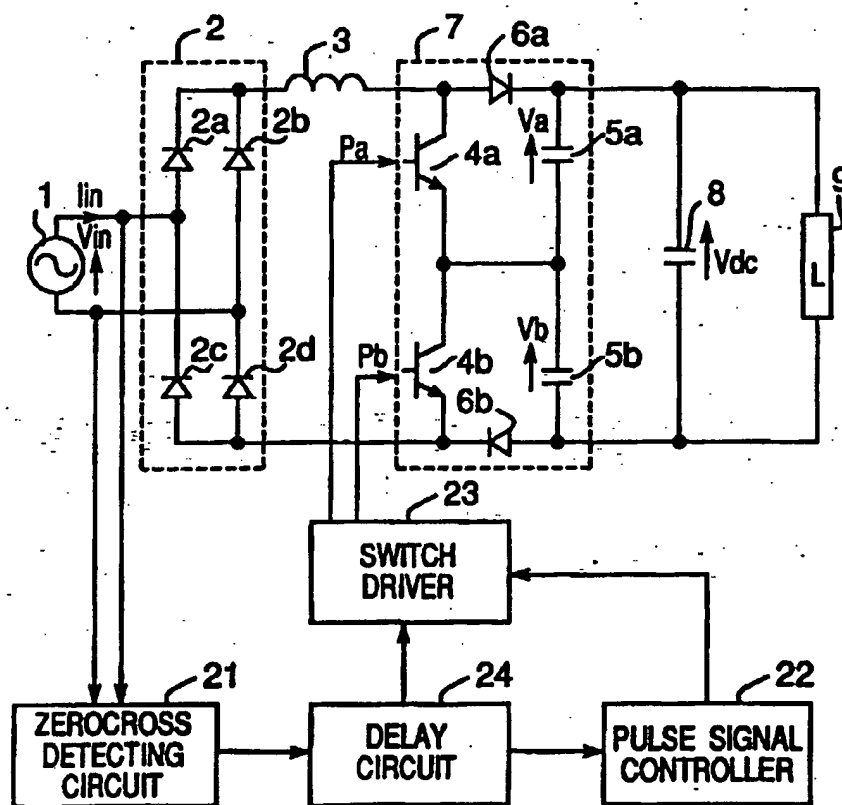 2
3
7
6a
2a
2b
Va
5a
Pa
4a
1
Iin
Vin
8
9
Vdc
L
2c
2d
Pb
4b
Vb
5b
6b
23
SWITCH
DRIVER
21
24
22
ZEROCROSS
DETECTING
CIRCUIT
DELAY
CIRCUIT
PULSE SIGNAL
CONTROLLER